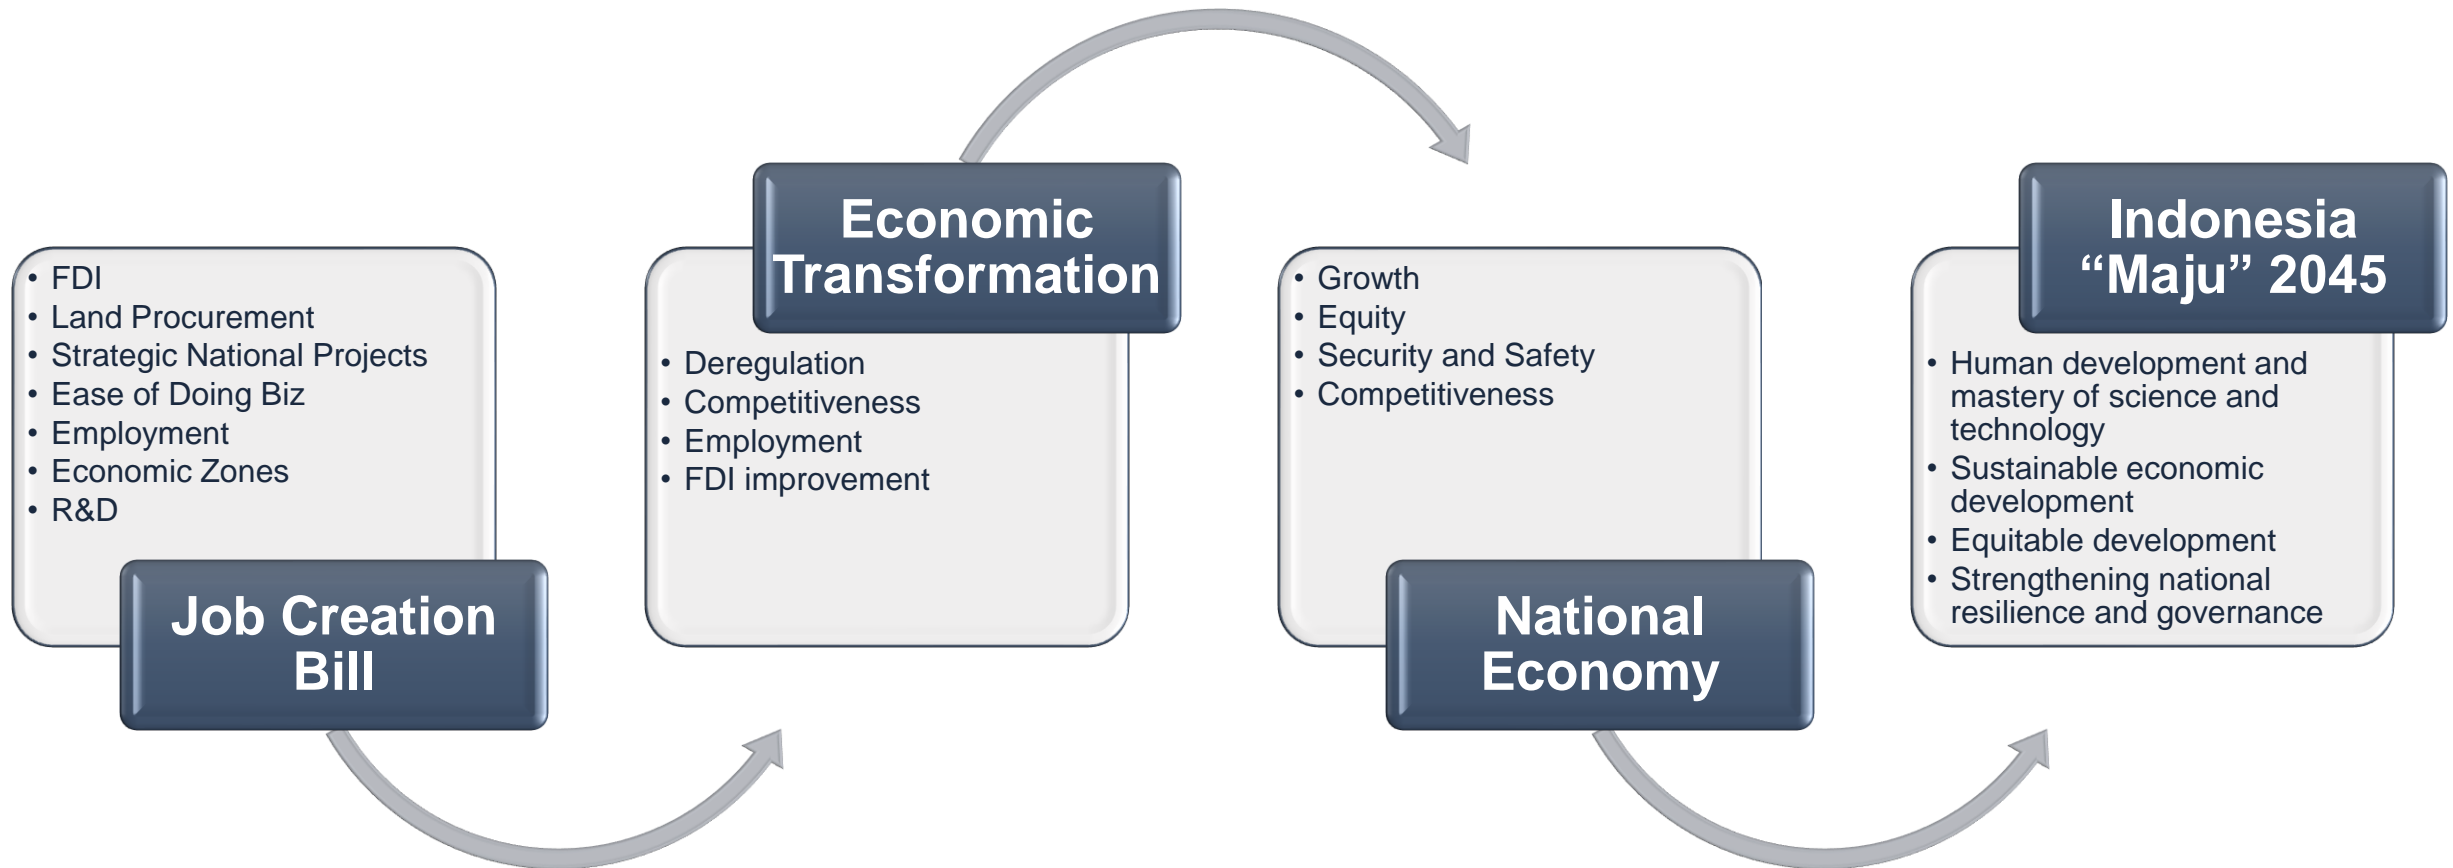 • FDI
• Land Procurement
• Strategic National Projects
• Ease of Doing Biz
• Employment
• Economic Zones
• R&D
Job Creation
Bill
Economic
Transformation
• Deregulation
• Competitiveness
• Employment
• FDI improvement
• Growth
• Equity
• Security and Safety
• Competitiveness
National
Economy
Indonesia
“Maju” 2045
• Human development and
mastery of science and
technology
• Sustainable economic
development
• Equitable development
• Strengthening national
resilience and governance